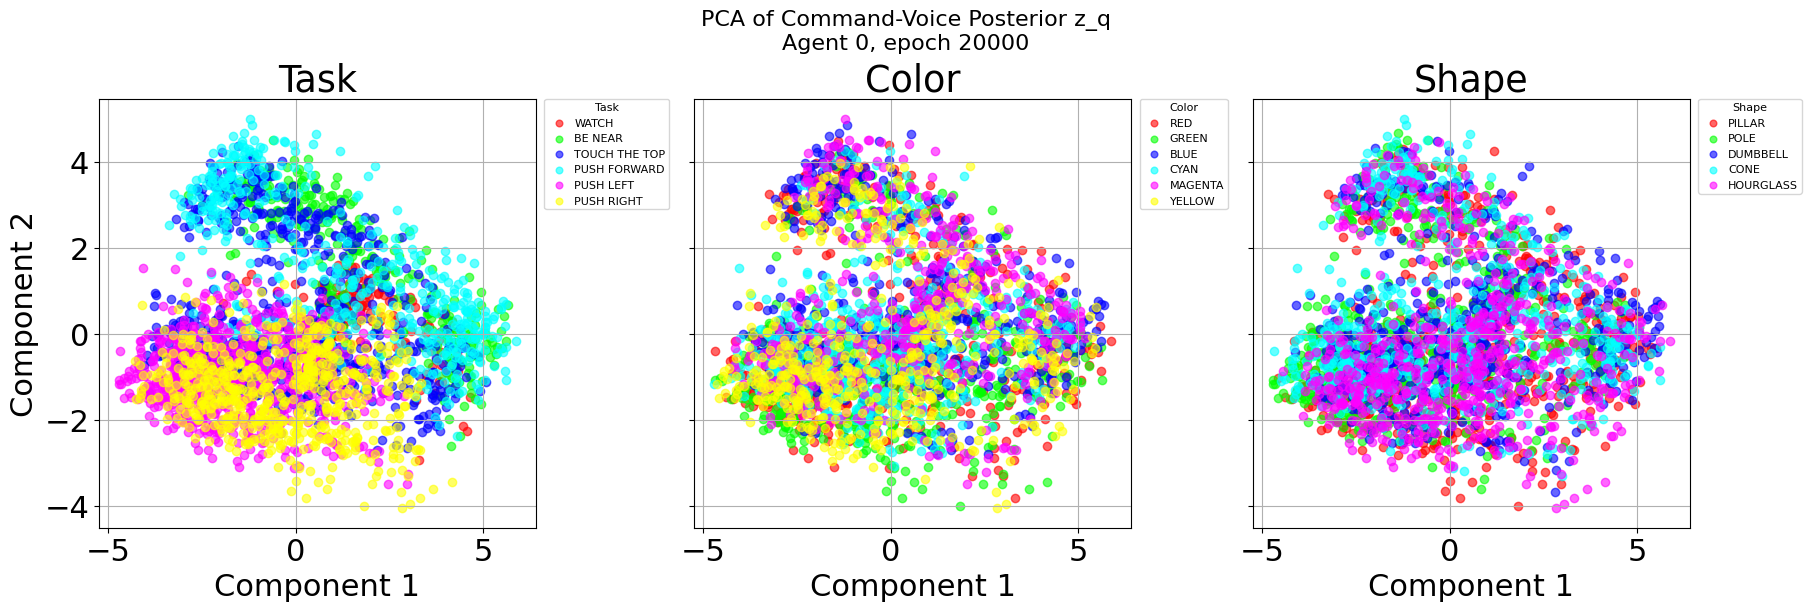 PCA of Command-Voice Posterior z_q
Agent 0, epoch 20000
Task
Component 2
4
2
0
−2
−4
−5
0
5
Component 1
Task
WATCH
BE NEAR
TOUCH THE TOP
PUSH FORWARD
PUSH LEFT
PUSH RIGHT
Color
−5
0
5
Component 1
Color
RED
GREEN
BLUE
CYAN
MAGENTA
YELLOW
Shape
−5
0
5
Component 1
Shape
PILLAR
POLE
DUMBBELL
CONE
HOURGLASS